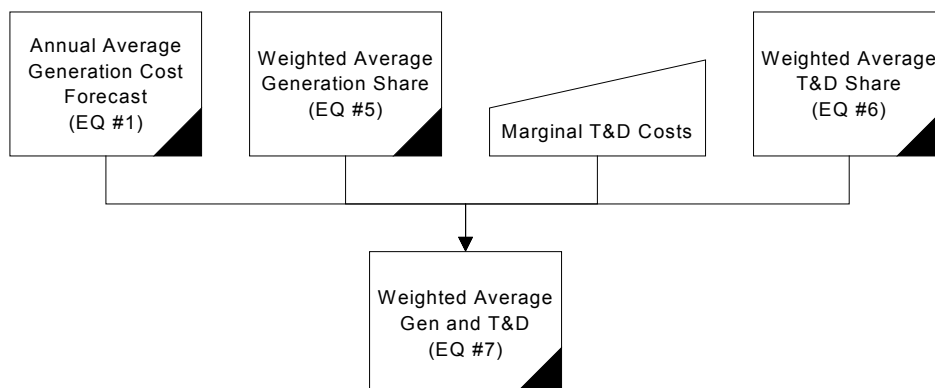 Annual Average
Generation Cost
Forecast
(EQ #1)
Weighted Average
Generation Share
(EQ #5)
Marginal T&D Costs
Weighted Average
T&D Share
(EQ #6)
Weighted Average
Gen and T&D
(EQ #7)